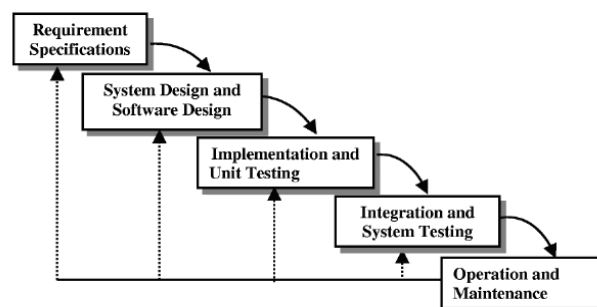 Requirement
Specifications
System Design and
Software Design
Implementation and
Unit Testing
Integration and
System Testing
Operation and
Maintenance